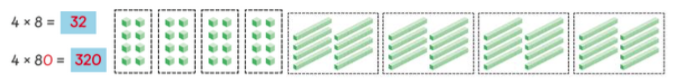 4 × 8 = 32
4 × 80 = 320